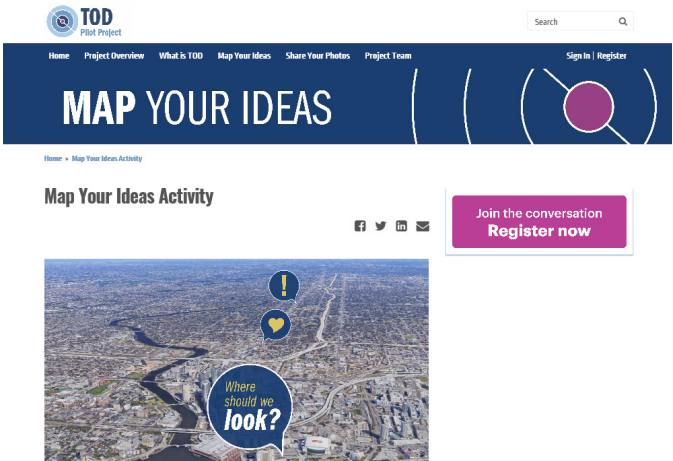 TOD
Pilot Project
Search
Home Project Overview What is TOD Map Your Ideas Share Your Photos Project Team Sign In | Register
MAP YOUR IDEAS
Home » Map Your Ideas Activity
Map Your Ideas Activity
Join the conversation
Register now
!
Where
should we
look?